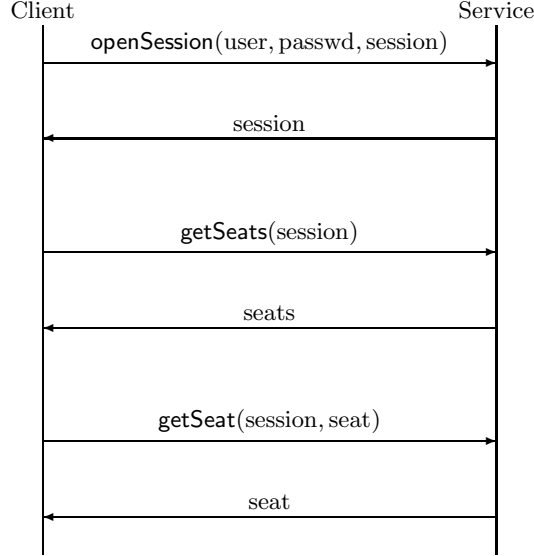 Client Service
openSession(user, passwd, session)
session
getSeats(session)
seats
getSeat(session, seat)
seat